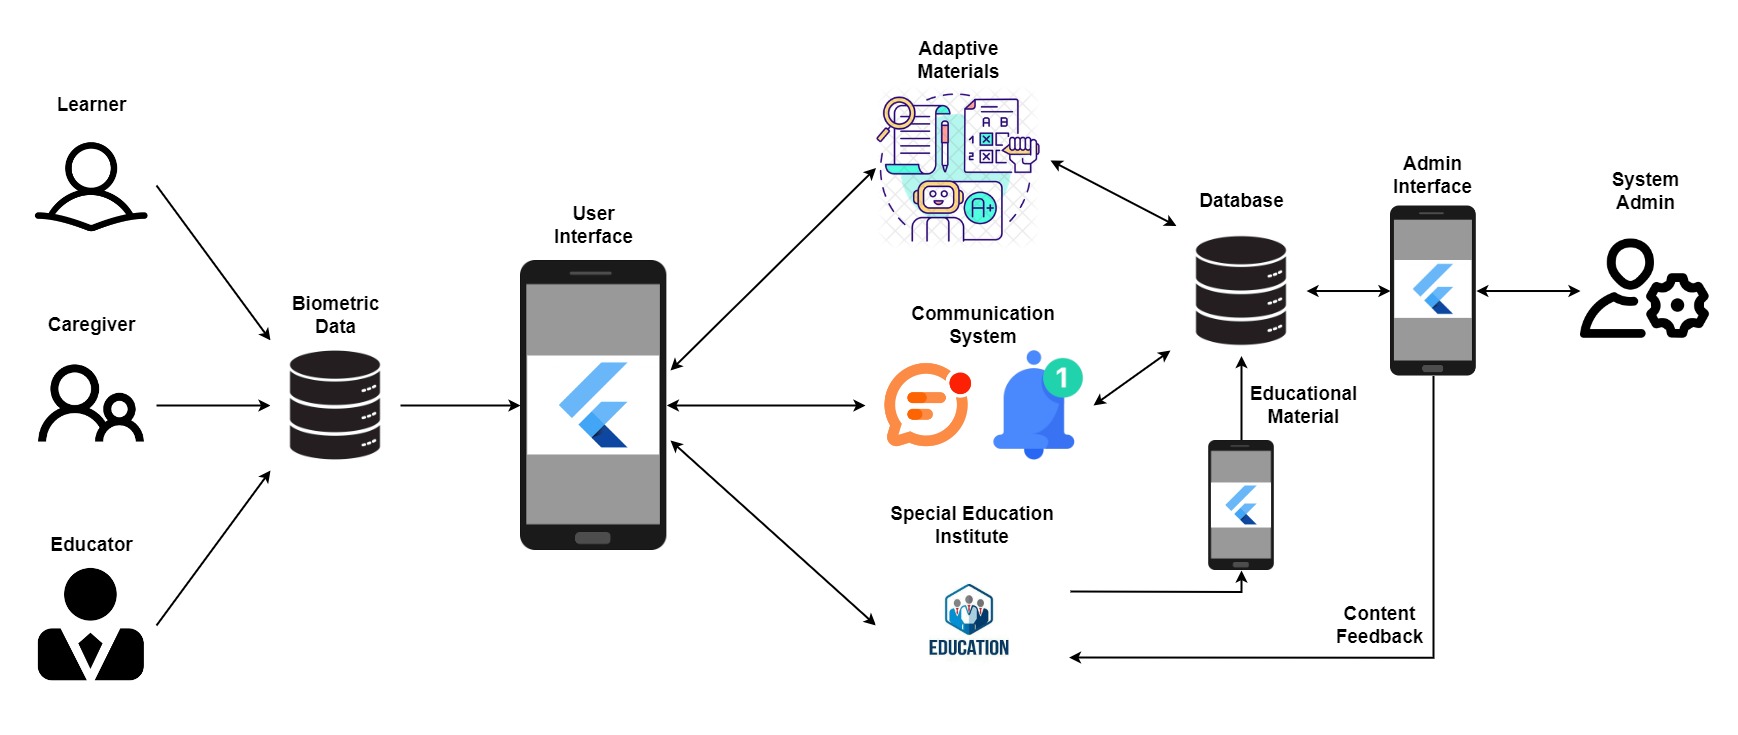 Learner
Caregiver
Educator
Biometric
Data
User
Interface
Adaptive
Materials
A B
1
2
A+
Communication
System
1
Special Education
Institute
EDUCATION
Database
Educational
Material
Admin
Interface
System
Admin
Content
Feedback